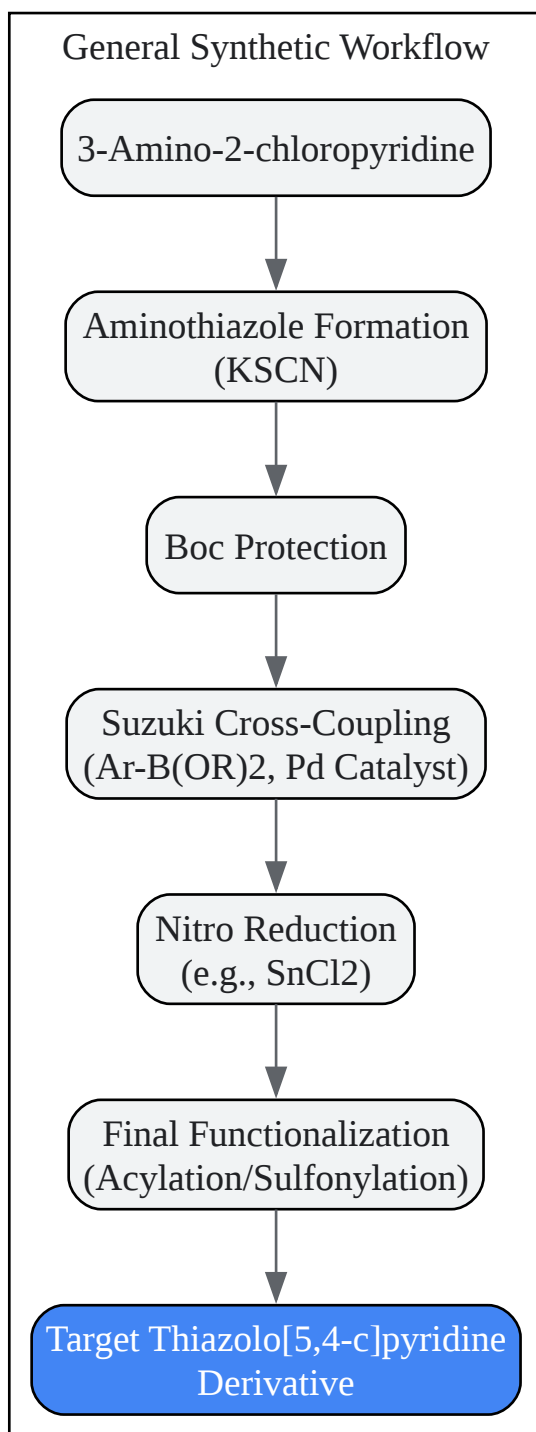 General Synthetic Workflow
3-Amino-2-chloropyridine
Aminothiazole Formation
(KSCN)
Boc Protection
Suzuki Cross-Coupling
(Ar-B(OR)2, Pd Catalyst)
Nitro Reduction
(e.g., SnCl2)
Final Functionalization
(Acylation/Sulfonylation)
Target Thiazolo[5,4-c]pyridine
Derivative